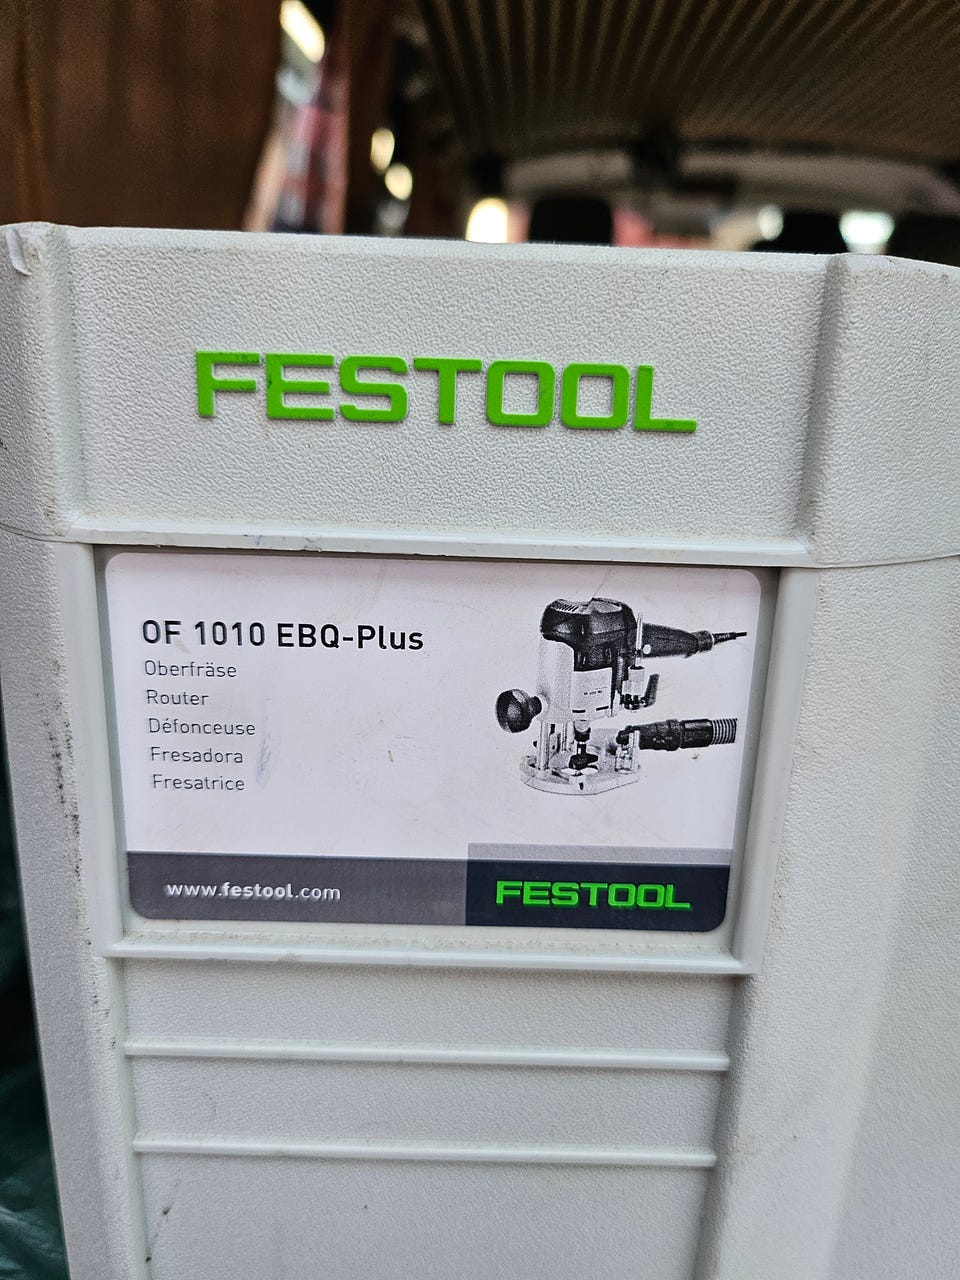 FESTOOL
OF 1010 EBQ-Plus
Oberfräse
Router
Défonceuse
Fresadora
Fresatrice
www.festool.com
FESTOOL